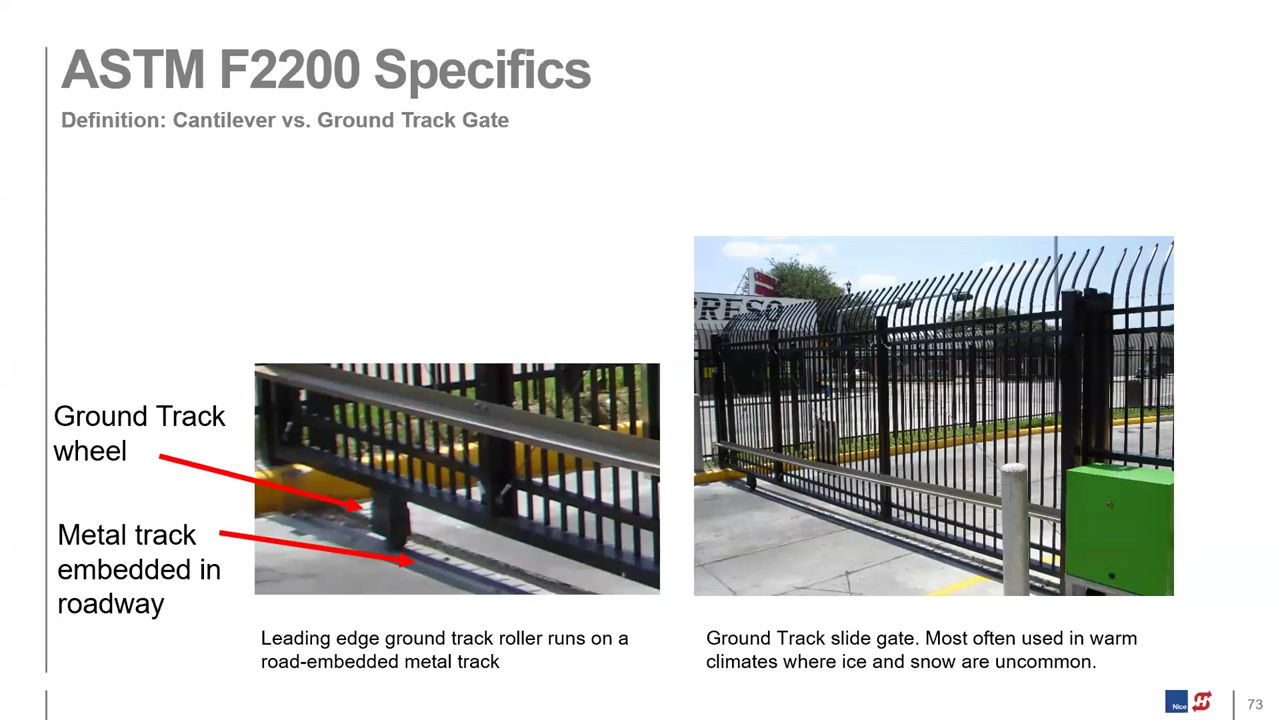 ASTM F2200 Specifics
Definition: Cantilever vs. Ground Track Gate
Ground Track
wheel
Metal track
embedded in
roadway
Leading edge ground track roller runs on a
road-embedded metal track
PRESO
Ground Track slide gate. Most often used in warm
climates where ice and snow are uncommon.
Nice
H
73